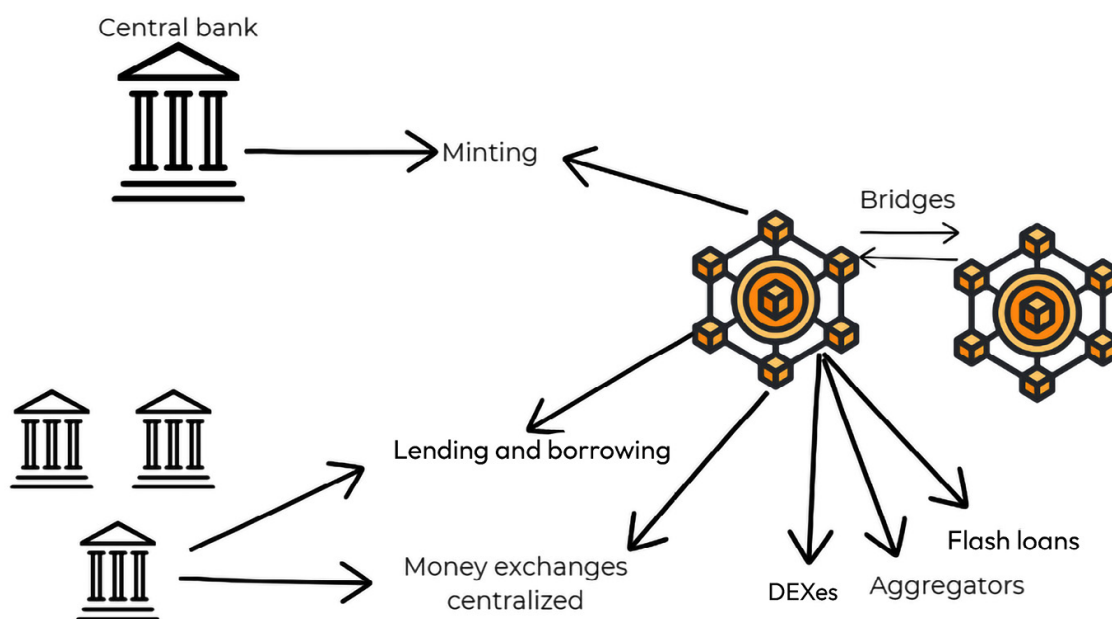 Central bank
Minting
Bridges
Lending and borrowing
Money exchanges
centralized
DEXes
Aggregators
Flash loans